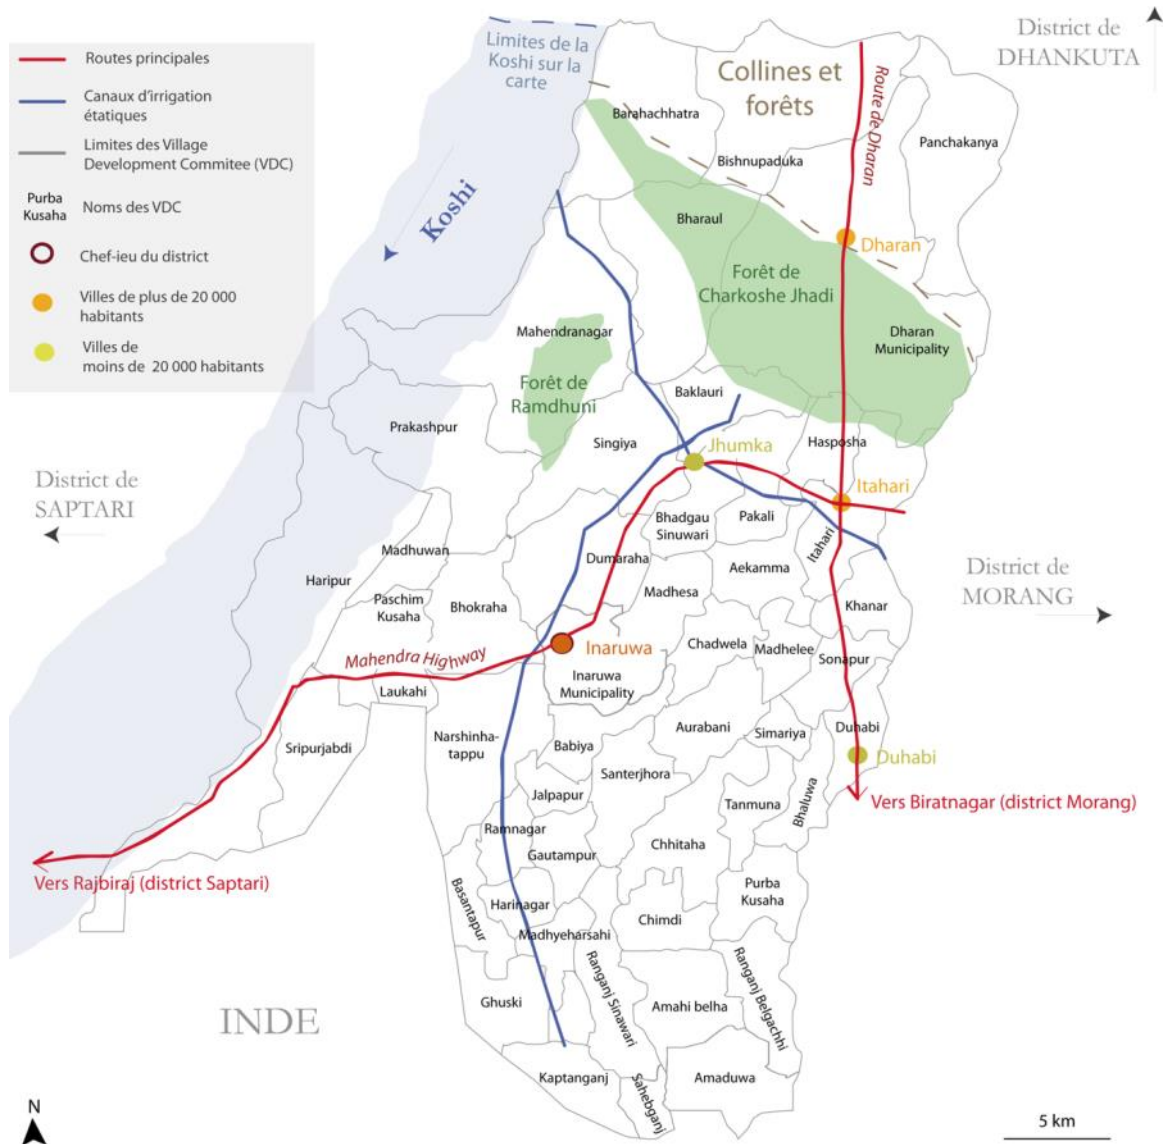 District de
DHANKUTA
Routes principales
Canaux d'irrigation
étatiques
Limites des Village
Development Commitee (VDC)
Purba
Kusaha
Noms des VDC
Chef-ieu du district
Villes de plus de 20 000
habitants
Villes de
moins de 20 000 habitants
Limites de la
Koshi sur la
carte
Koshi
Collines et
forêts
Route de Dharan
Barahachhatra
Panchakanya
Bishnupaduka
Bharaul
Dharan
Forêt de
Charkoshe Jhadi
Dharan
Municipality
Mahendranagar
Forêt de
Ramdhuni
Baklauri
Prakashpur
Singiya
Jhumka
Hasposha
District de
SAPTARI
Itahari
Bhadgau
Sinuwari
Pakali
Itahari
Madhuwan
Dumaraha
Aekamma
Haripur
District de
MORANG
Paschim
Kusaha
Bhokraha
Madhesa
Khanar
Inaruwa
Chadwela
Madhelee
Sonapur
Mahendra Highway
Inaruwa
Municipality
Laukahi
Aurabani
Simariya
Duhabi
Narshinha-
tappu
Sripurjabdi
Babiya
Duhabi
Santerjhora
Jalpapur
Tanmuna
Bhaluwa
Vers Biratnagar (district Morang)
Ramnagar
Gautampur
Chhitaha
Vers Rajbiraj (district Saptari)
Purba
Kusaha
Basantapur
Harinagar
Chimdi
Madhyeharsahi
Ranganj Sinawari
Ranganj Belgachhi
Ghuski
Amahi belha
INDE
Kaptanganj
Sahebganj
Amaduwa
N
5 km